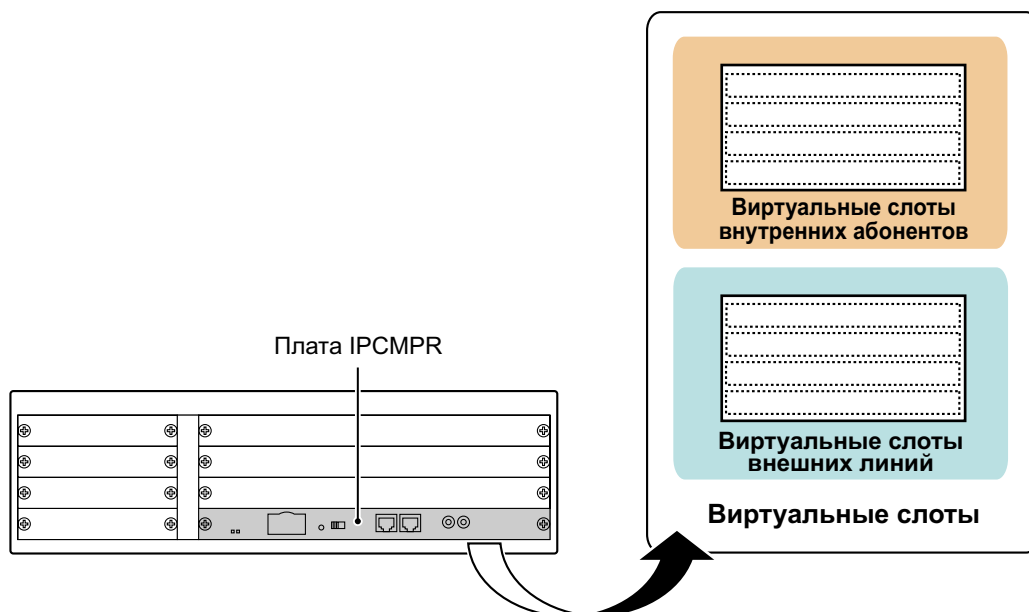 Виртуальные слоты
внутренних абонентов
Плата IPCMPR
Виртуальные слоты
внешних линий
Виртуальные слоты